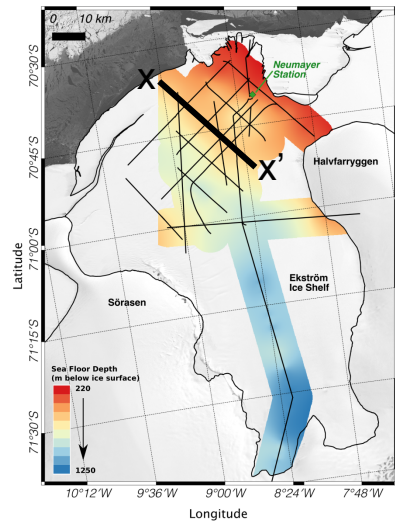 0 10 km
70°30'S
X
Neumayer
Station
70°45'S
X'
Halvfarryggen
Latitude
71°00'S
Ekström
Ice Shelf
Sörasen
71°15'S
Sea Floor Depth
(m below ice surface)
220
71°30'S
1250
10°12'W 9°36'W 9°00'W 8°24'W 7°48'W
Longitude